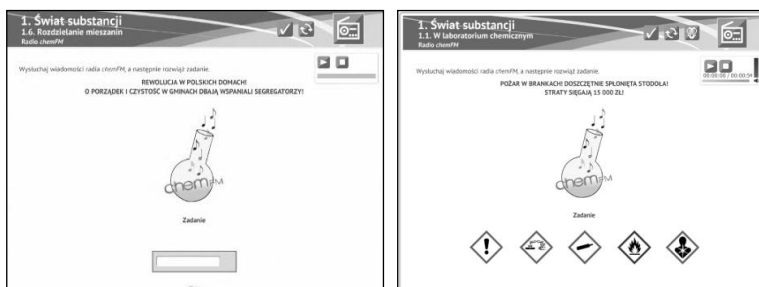 1. Świat substancji
1.6. Rozdzielanie mieszanin
Radio chemFM
Wysłuchaj wiadomości radia chemFM, a następnie rozwiąż zadanie.
REWOLUCJA W POLSKICH DOMACH!
O PORZĄDEK I CZYSTOŚĆ W GMINACH DBAJĄ WSPANIALI SEGREGATORZY!
chemFM
Zadanie
1. Świat substancji
1.1. W laboratorium chemicznym
Radio chemFM
00:00:00 / 00:00:54
Wysłuchaj wiadomości radia chemFM, a następnie rozwiąż zadanie.
POŻAR W BRANKACH! DOSZCZĘTNIE SPŁONIĘTA STODOŁA!
STRATY SIĘGAJĄ 15 000 ZŁ!
chemFM
Zadanie